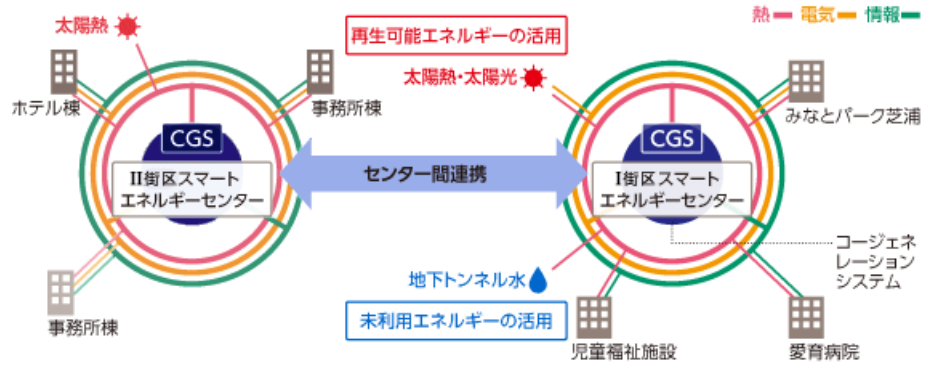 熱 電気 情報
太陽熱
再生可能エネルギーの活用
太陽熱・太陽光
ホテル棟
事務所棟
みなとパーク芝浦
CGS
II街区スマート
エネルギーセンター
センター間連携
CGS
I街区スマート
エネルギーセンター
コージェネ
レーション
システム
地下トンネル水
未利用エネルギーの活用
事務所棟
児童福祉施設
愛育病院